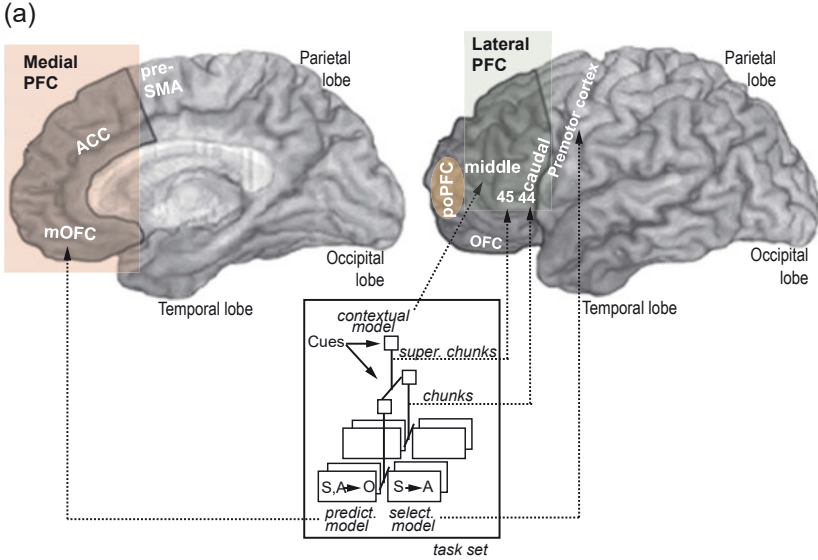 (a)
Medial
PFC
pre-
SMA
Parietal
lobe
ACC
mOFC
Occipital
lobe
Temporal lobe
Lateral
PFC
Parietal
lobe
Premotor cortex
caudal
middle
poPFC
45 44
OFC
Occipital
lobe
Temporal lobe
contextual
model
Cues
super. chunks
chunks
S,A O
S A
predict.
model
select.
model
task set